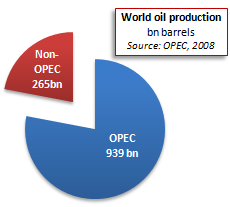 World oil production
bn barrels
Source: OPEC, 2008
Non-
OPEC
265bn
OPEC
939 bn